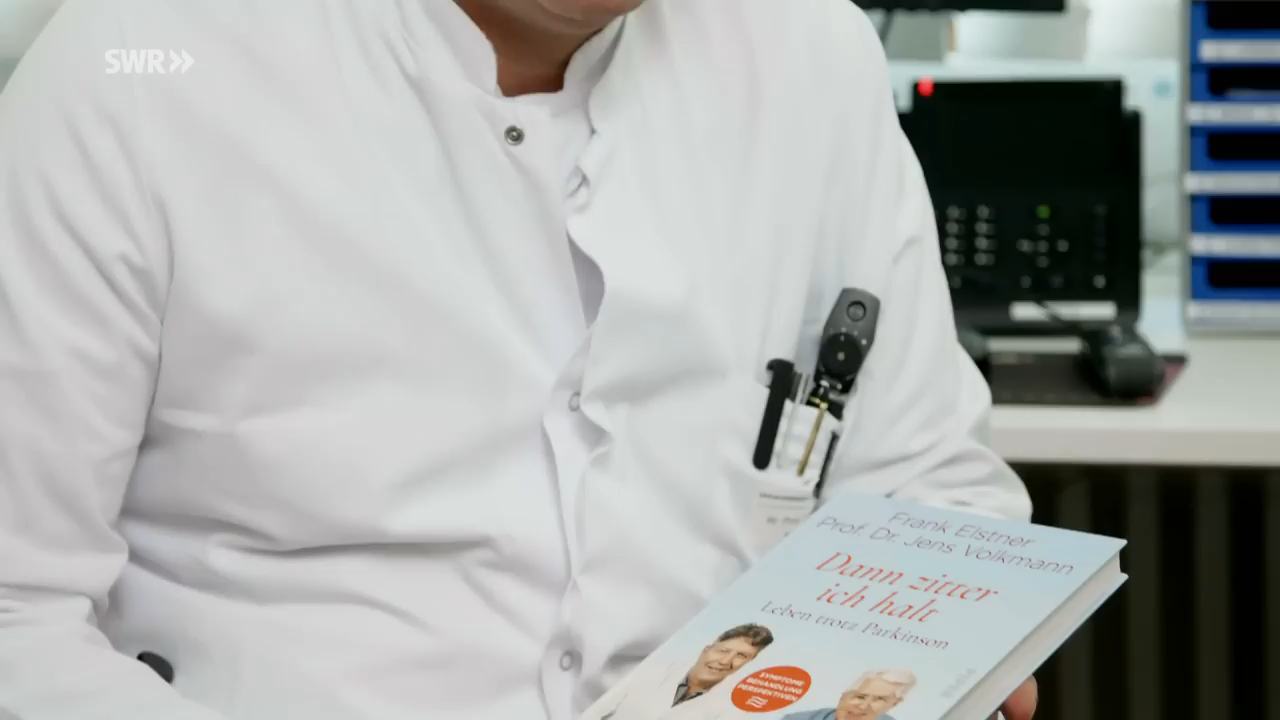 SWR
Frank Elstner
Prof. Dr. Jens Volkmann
Dann zitter
ich halt
Leben trotz Parkinson
SYMPTOME
BEHANDLUNG
PERSPEKTIVEN